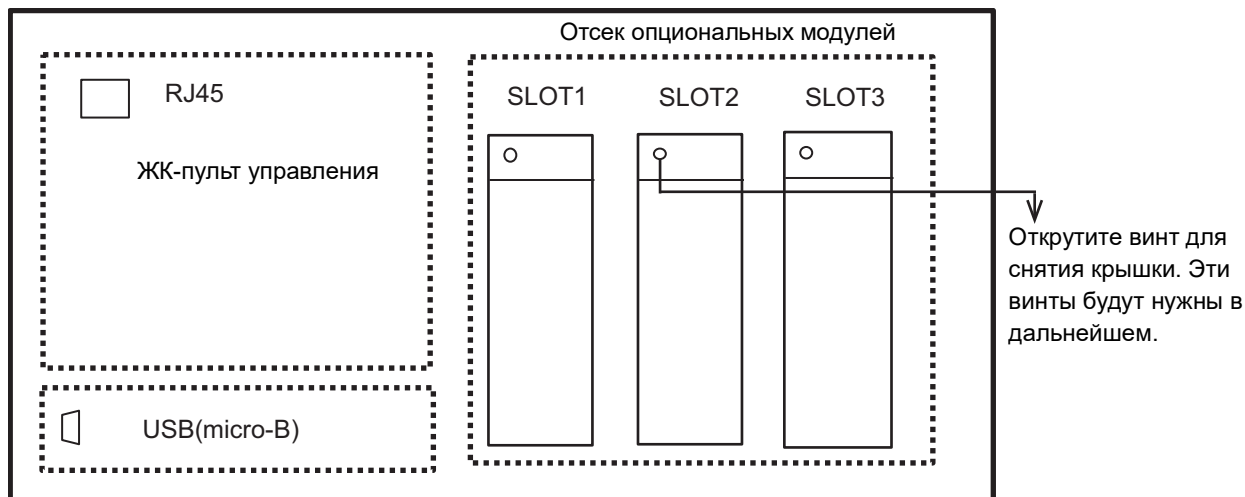 Отсек опциональных модулей
RJ45
ЖК-пульт управления
USB(micro-B)
SLOT1
SLOT2
SLOT3
Открутите винт для
снятия крышки. Эти
винты будут нужны в
дальнейшем.